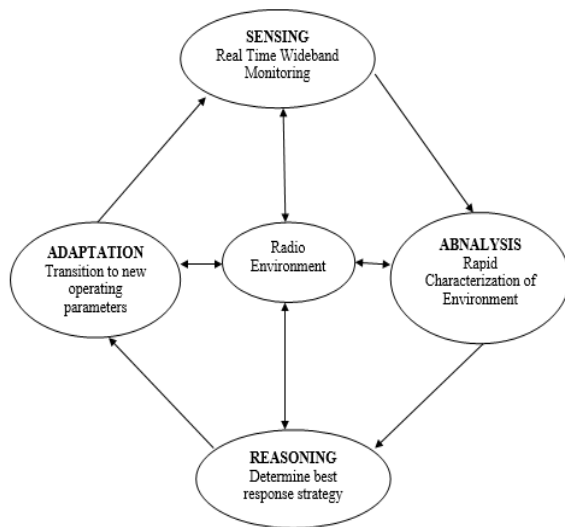 SENSING
Real Time Wideband
Monitoring
ADAPTATION
Transition to new
operating
parameters
Radio
Environment
ABNALYSIS
Rapid
Characterization of
Environment
REASONING
Determine best
response strategy